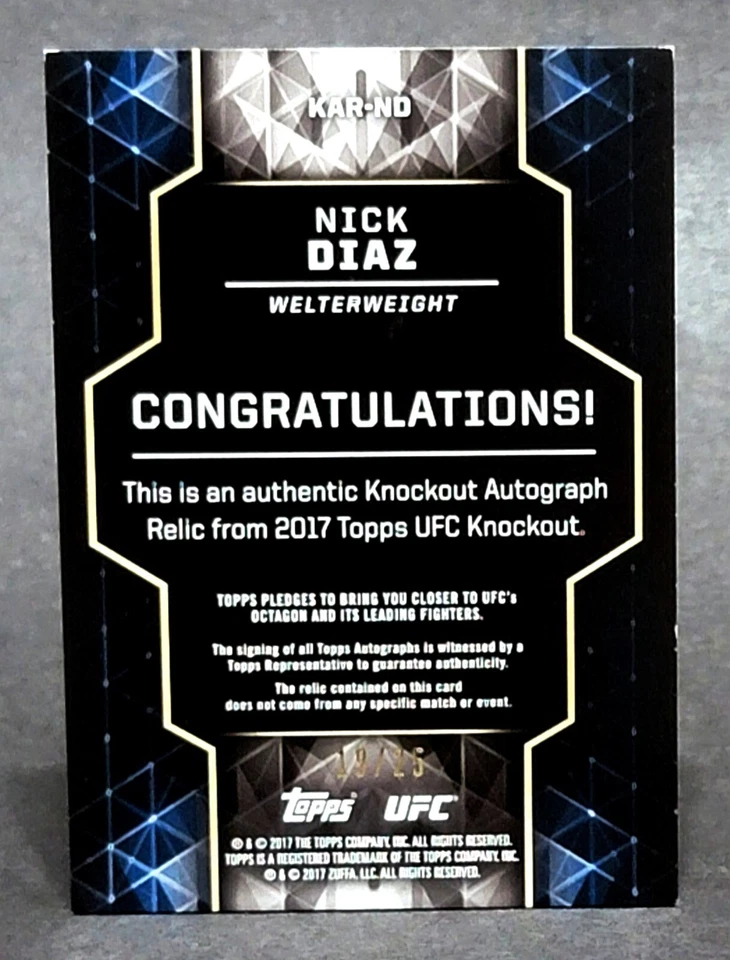 KAR-ND
NICK
DIAZ
WELTERWEIGHT
CONGRATULATIONS!
This is an authentic Knockout Autograph
Relic from 2017 Topps UFC Knockout.
TOPPS PLEDGES TO BRING YOU CLOSER TO UFC's
OCTAGON AND ITS LEADING FIGHTERS.
The signing of all Topps Autographs is witnessed by a
Topps Representative to guarantee authenticity.
The relic contained on this card
does not come from any specific match or event.
19/25
Topps® UFC®
® & © 2017 THE TOPPS COMPANY, INC. ALL RIGHTS RESERVED.
TOPPS IS A REGISTERED TRADEMARK OF THE TOPPS COMPANY, INC.
® & © 2017 ZUFFA, LLC. ALL RIGHTS RESERVED.